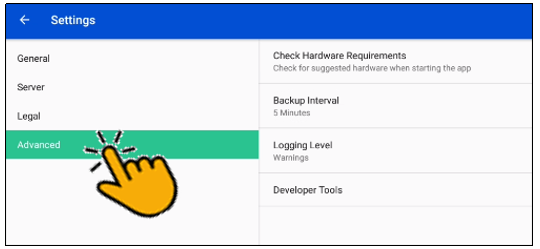 Settings
General
Server
Legal
Advanced
Check Hardware Requirements
Check for suggested hardware when starting the app
Backup Interval
5 Minutes
Logging Level
Warnings
Developer Tools